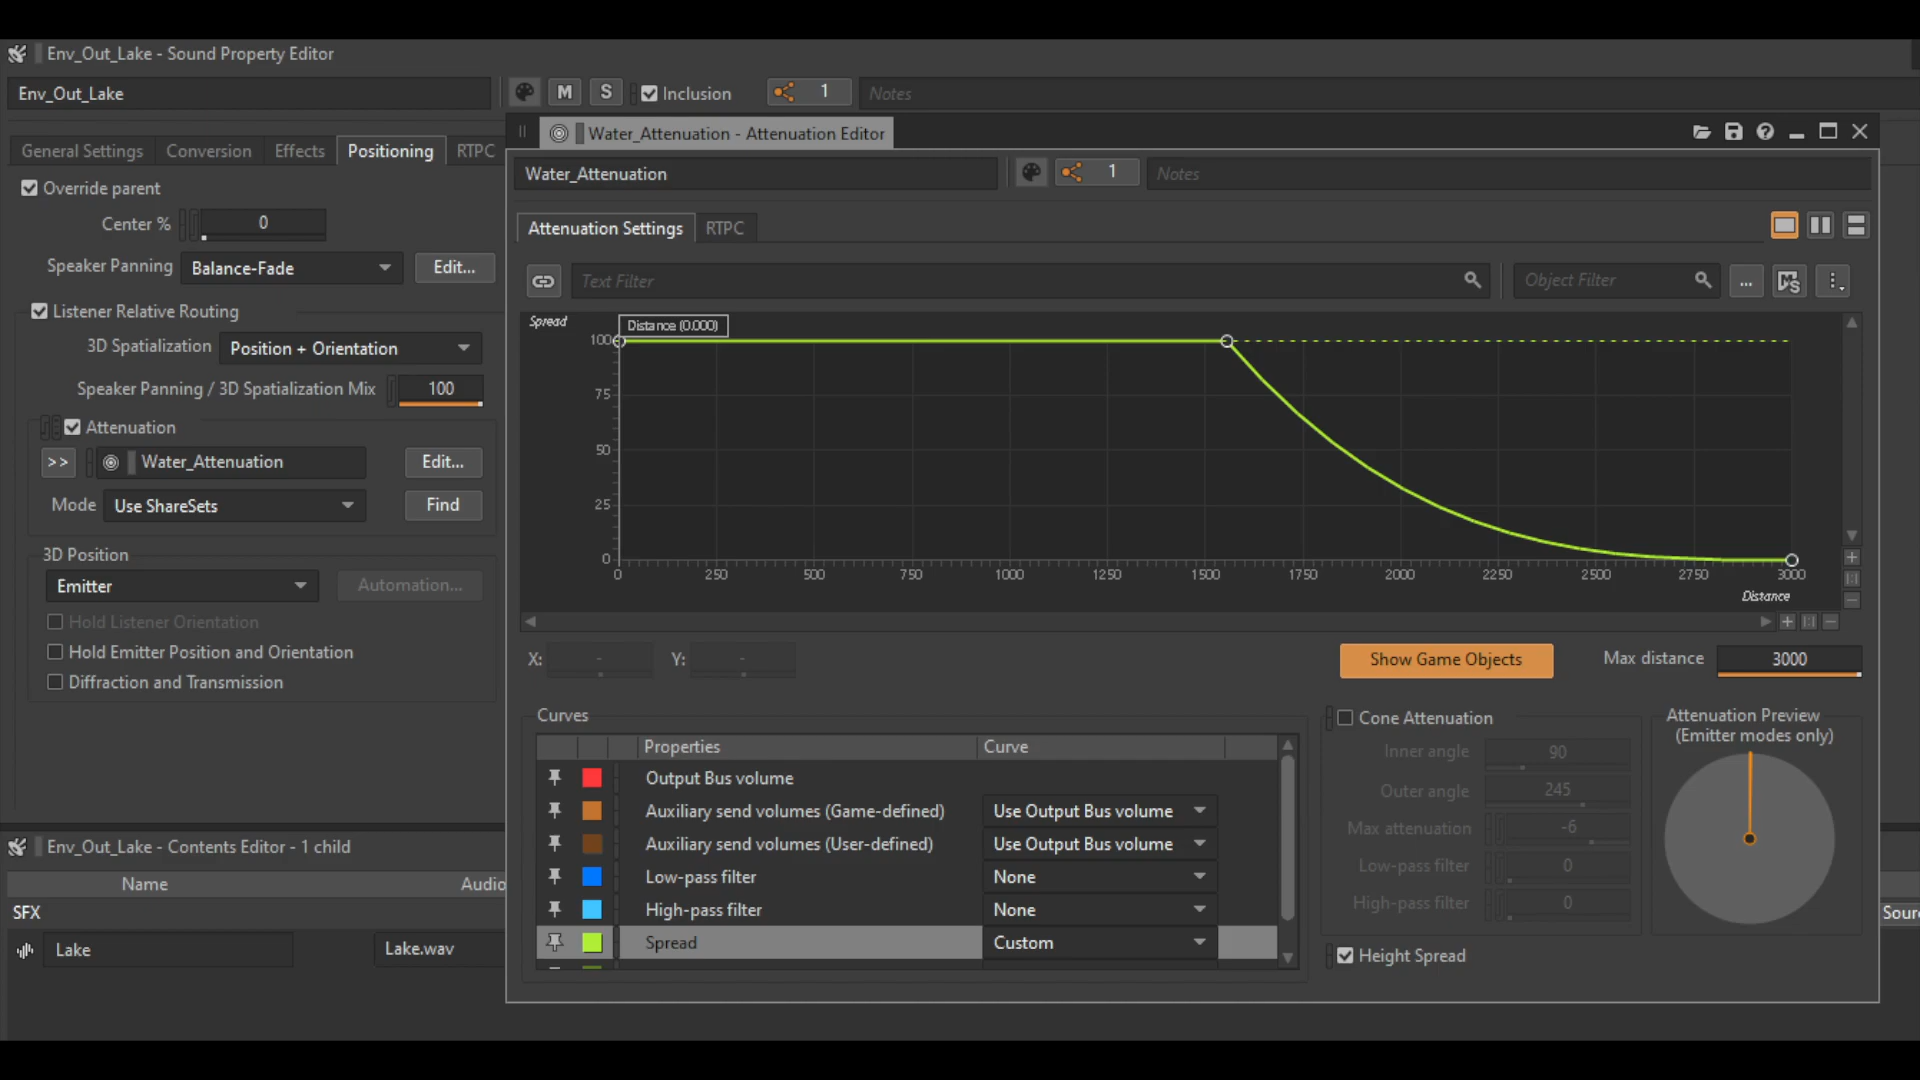 Env_Out_Lake - Sound Property Editor
Env_Out_Lake
M S Inclusion 1 Notes
Water_Attenuation - Attenuation Editor
General Settings Conversion Effects Positioning RTPC
Override parent
Center % 0
Speaker Panning Balance-Fade Edit...
Listener Relative Routing
3D Spatialization Position + Orientation
Speaker Panning / 3D Spatialization Mix 100
Attenuation
>> Water_Attenuation Edit...
Mode Use ShareSets Find
3D Position
Emitter Automation...
Hold Listener Orientation
Hold Emitter Position and Orientation
Diffraction and Transmission
Water_Attenuation 1 Notes
Attenuation Settings RTPC
Text Filter Object Filter ...
Spread
Distance (0.000)
100
75
50
25
0
0 250 500 750 1000 1250 1500 1750 2000 2250 2500 2750 3000
Distance
X: - Y: - Show Game Objects Max distance 3000
Curves
Properties Curve
Output Bus volume
Auxiliary send volumes (Game-defined) Use Output Bus volume
Auxiliary send volumes (User-defined) Use Output Bus volume
Low-pass filter None
High-pass filter None
Spread Custom
Cone Attenuation
Inner angle 90
Outer angle 245
Max attenuation -6
Low-pass filter 0
High-pass filter 0
Height Spread
Attenuation Preview
(Emitter modes only)
Env_Out_Lake - Contents Editor - 1 child
Name Audio
SFX
Lake Lake.wav